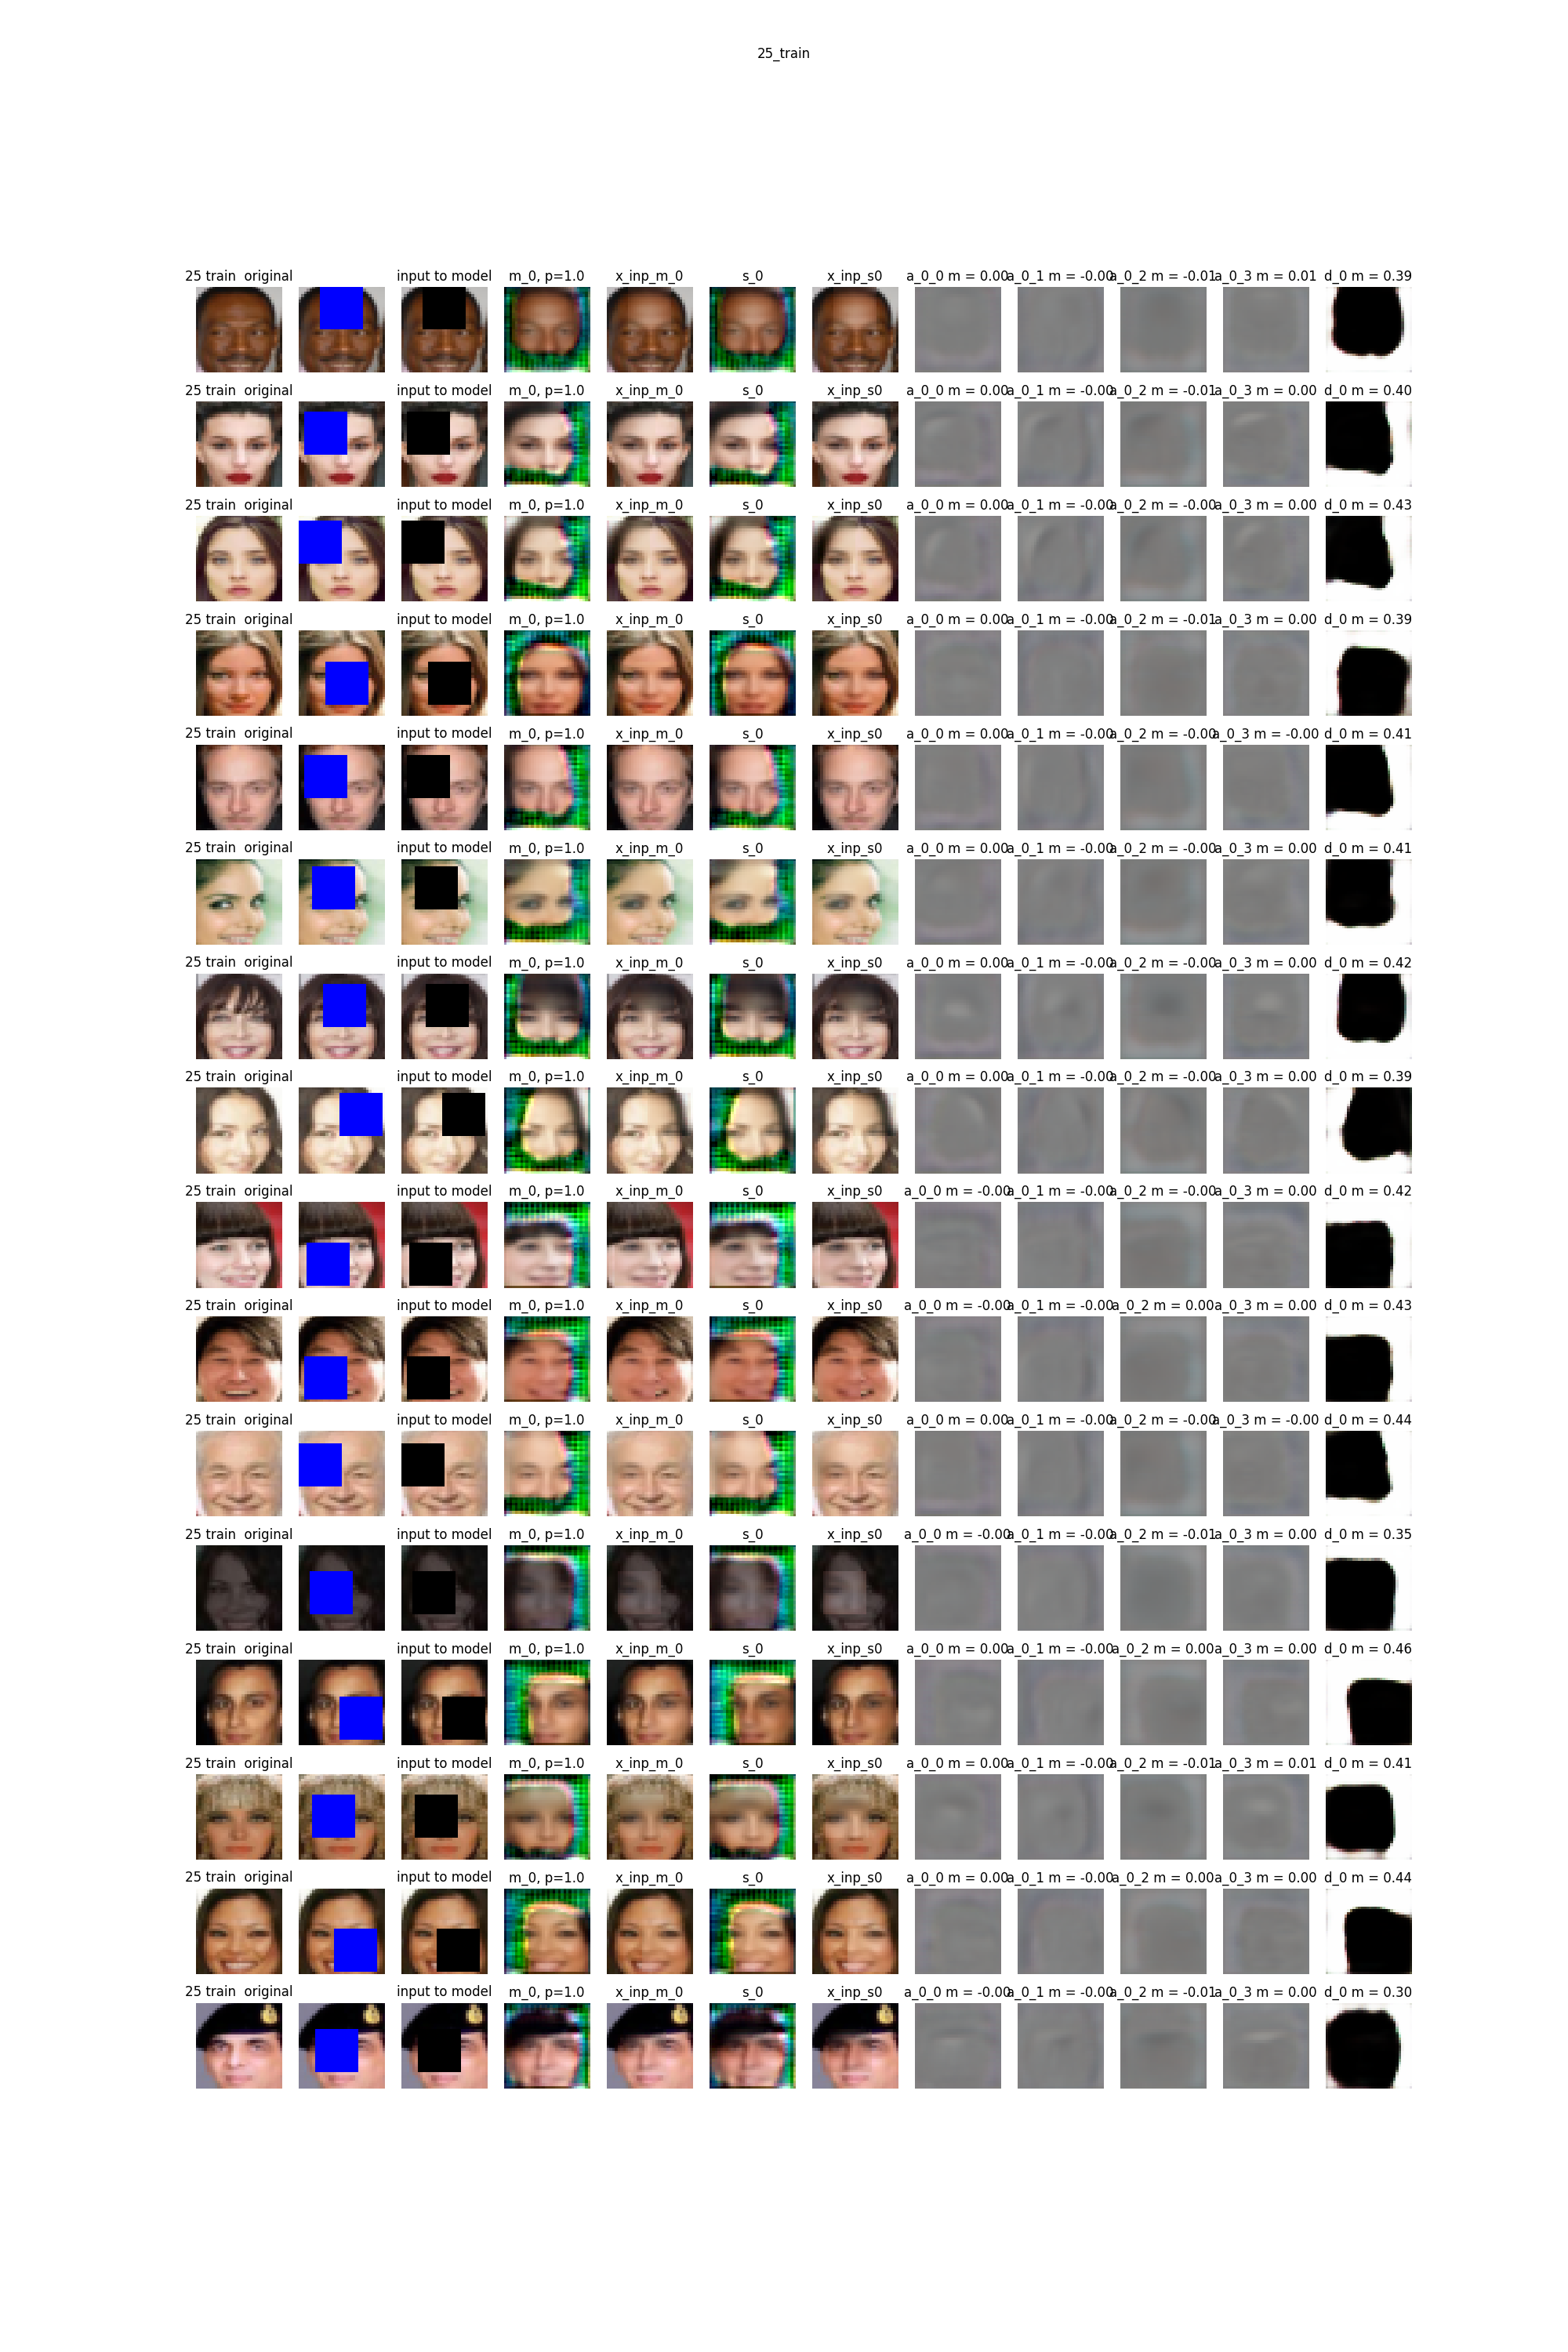 25_train
25 train  original input to model m_0, p=1.0 x_inp_m_0 s_0 x_inp_s0 a_0_0 m = 0.00 a_0_1 m = -0.00 a_0_2 m = -0.01 a_0_3 m = 0.01 d_0 m = 0.39
25 train  original input to model m_0, p=1.0 x_inp_m_0 s_0 x_inp_s0 a_0_0 m = 0.00 a_0_1 m = -0.00 a_0_2 m = -0.01 a_0_3 m = 0.00 d_0 m = 0.40
25 train  original input to model m_0, p=1.0 x_inp_m_0 s_0 x_inp_s0 a_0_0 m = 0.00 a_0_1 m = -0.00 a_0_2 m = -0.00 a_0_3 m = 0.00 d_0 m = 0.43
25 train  original input to model m_0, p=1.0 x_inp_m_0 s_0 x_inp_s0 a_0_0 m = 0.00 a_0_1 m = -0.00 a_0_2 m = -0.01 a_0_3 m = 0.00 d_0 m = 0.39
25 train  original input to model m_0, p=1.0 x_inp_m_0 s_0 x_inp_s0 a_0_0 m = 0.00 a_0_1 m = -0.00 a_0_2 m = -0.00 a_0_3 m = -0.00 d_0 m = 0.41
25 train  original input to model m_0, p=1.0 x_inp_m_0 s_0 x_inp_s0 a_0_0 m = 0.00 a_0_1 m = -0.00 a_0_2 m = -0.00 a_0_3 m = 0.00 d_0 m = 0.41
25 train  original input to model m_0, p=1.0 x_inp_m_0 s_0 x_inp_s0 a_0_0 m = 0.00 a_0_1 m = -0.00 a_0_2 m = -0.00 a_0_3 m = 0.00 d_0 m = 0.42
25 train  original input to model m_0, p=1.0 x_inp_m_0 s_0 x_inp_s0 a_0_0 m = 0.00 a_0_1 m = -0.00 a_0_2 m = -0.00 a_0_3 m = 0.00 d_0 m = 0.39
25 train  original input to model m_0, p=1.0 x_inp_m_0 s_0 x_inp_s0 a_0_0 m = -0.00 a_0_1 m = -0.00 a_0_2 m = -0.00 a_0_3 m = 0.00 d_0 m = 0.42
25 train  original input to model m_0, p=1.0 x_inp_m_0 s_0 x_inp_s0 a_0_0 m = -0.00 a_0_1 m = -0.00 a_0_2 m = 0.00 a_0_3 m = 0.00 d_0 m = 0.43
25 train  original input to model m_0, p=1.0 x_inp_m_0 s_0 x_inp_s0 a_0_0 m = 0.00 a_0_1 m = -0.00 a_0_2 m = -0.00 a_0_3 m = -0.00 d_0 m = 0.44
25 train  original input to model m_0, p=1.0 x_inp_m_0 s_0 x_inp_s0 a_0_0 m = -0.00 a_0_1 m = -0.00 a_0_2 m = -0.01 a_0_3 m = 0.00 d_0 m = 0.35
25 train  original input to model m_0, p=1.0 x_inp_m_0 s_0 x_inp_s0 a_0_0 m = 0.00 a_0_1 m = -0.00 a_0_2 m = 0.00 a_0_3 m = 0.00 d_0 m = 0.46
25 train  original input to model m_0, p=1.0 x_inp_m_0 s_0 x_inp_s0 a_0_0 m = 0.00 a_0_1 m = -0.00 a_0_2 m = -0.01 a_0_3 m = 0.01 d_0 m = 0.41
25 train  original input to model m_0, p=1.0 x_inp_m_0 s_0 x_inp_s0 a_0_0 m = 0.00 a_0_1 m = -0.00 a_0_2 m = 0.00 a_0_3 m = 0.00 d_0 m = 0.44
25 train  original input to model m_0, p=1.0 x_inp_m_0 s_0 x_inp_s0 a_0_0 m = -0.00 a_0_1 m = -0.00 a_0_2 m = -0.01 a_0_3 m = 0.00 d_0 m = 0.30